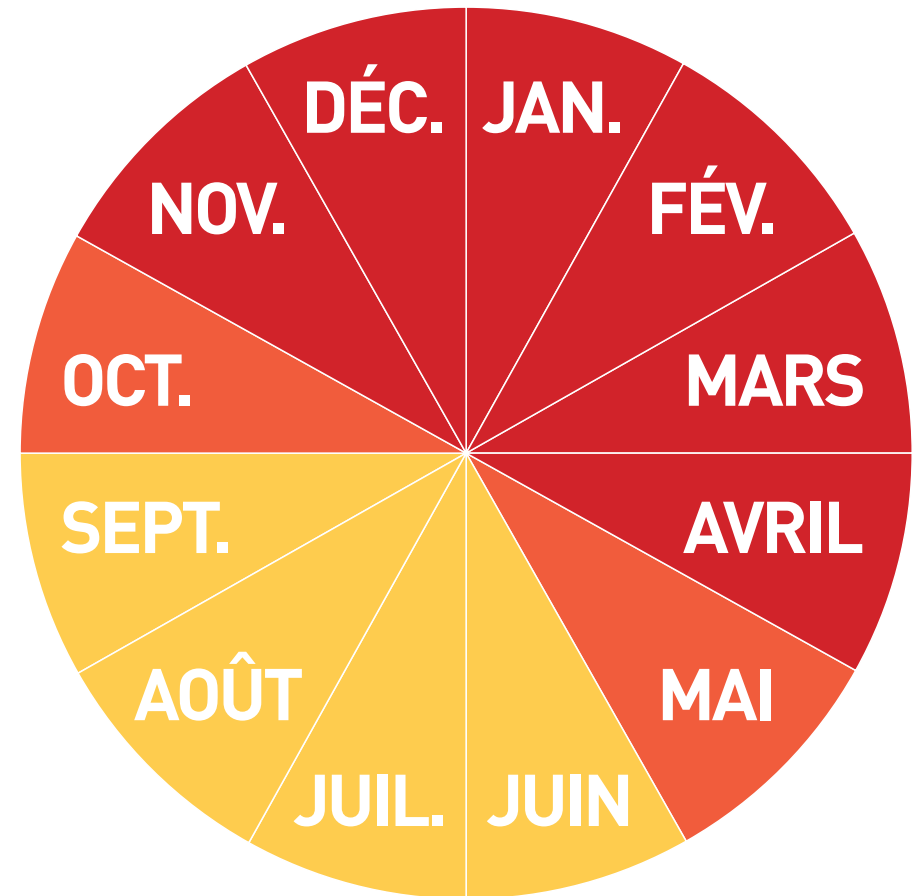 JAN.
FÉV.
MARS
AVRIL
MAI
JUIN
JUIL.
AOÛT
SEPT.
OCT.
NOV.
DÉC.